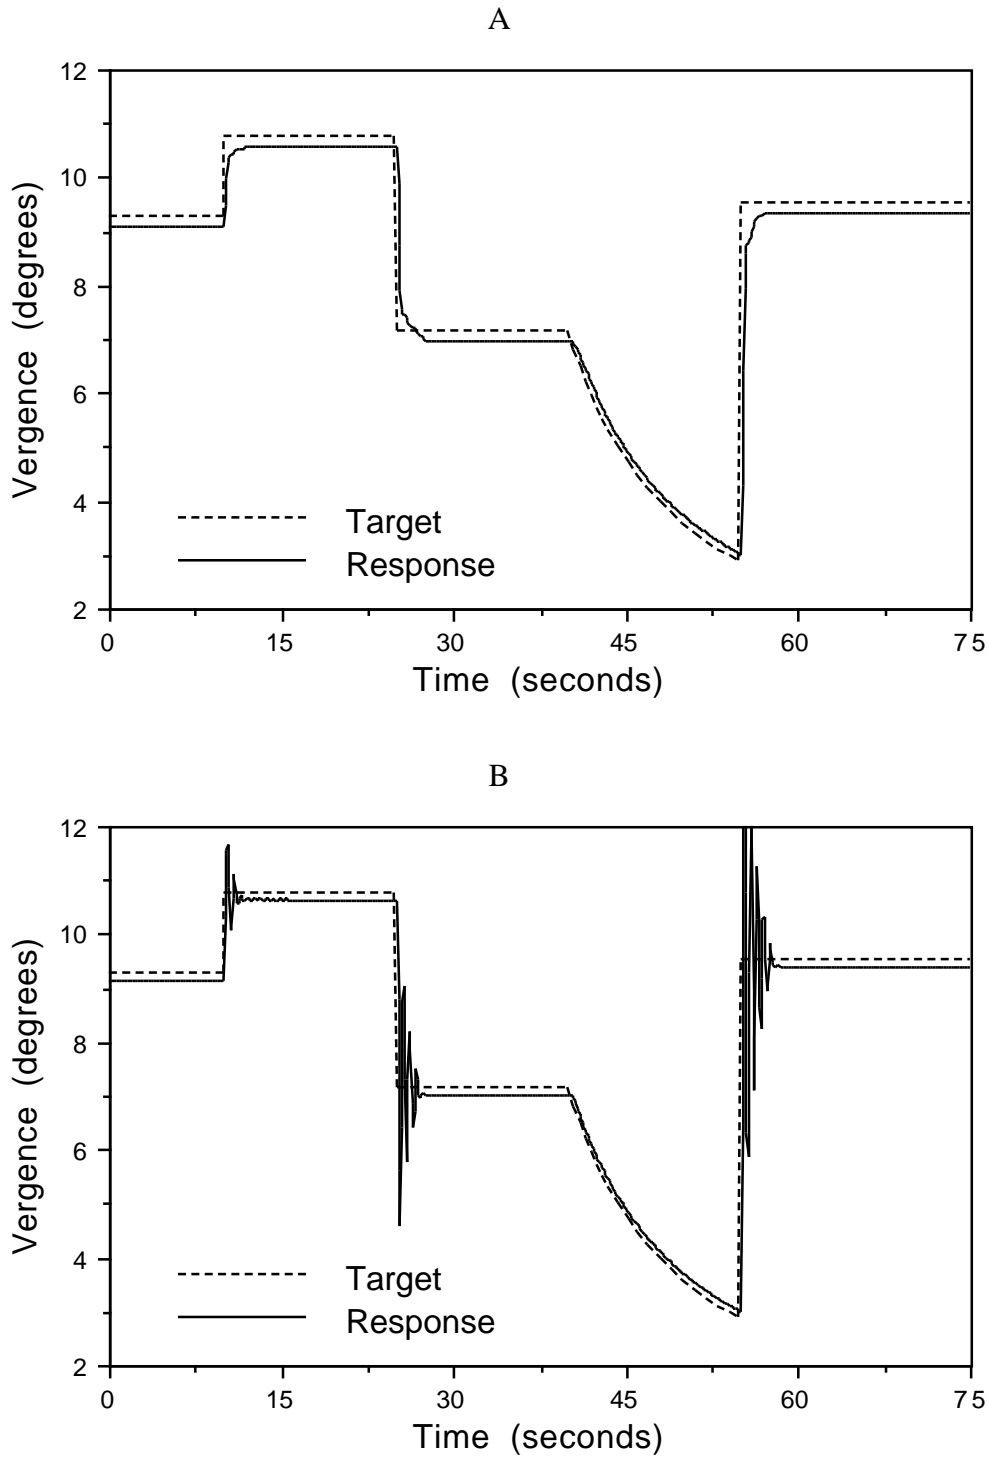 A
12
10
8
6
4
2
Vergence (degrees)
Target
Response
0 15 30 45 60 75
Time (seconds)
B
12
10
8
6
4
2
Vergence (degrees)
Target
Response
0 15 30 45 60 75
Time (seconds)